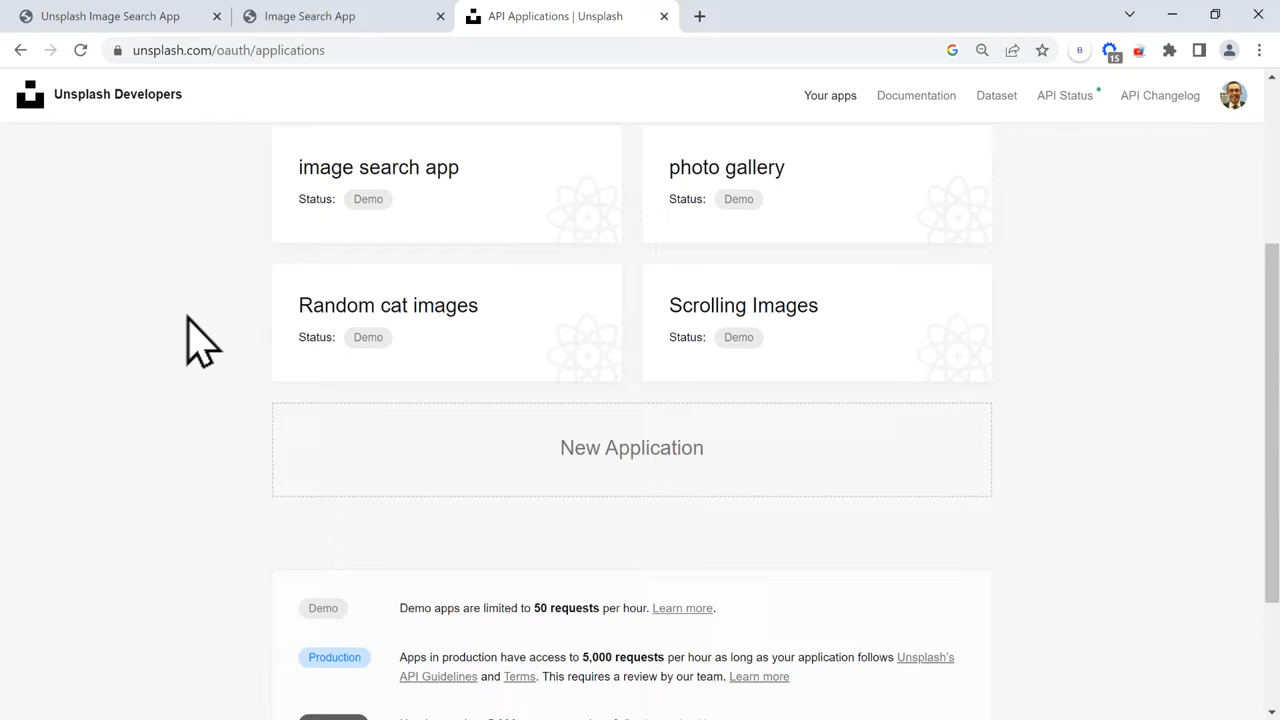 Unsplash Image Search App
Image Search App
API Applications | Unsplash
unsplash.com/oauth/applications
B
15
Unsplash Developers
Your apps
Documentation
Dataset
API Status
API Changelog
image search app
Status: Demo
photo gallery
Status: Demo
Random cat images
Status: Demo
Scrolling Images
Status: Demo
New Application
Demo
Demo apps are limited to 50 requests per hour. Learn more.
Production
Apps in production have access to 5,000 requests per hour as long as your application follows Unsplash's
API Guidelines and Terms. This requires a review by our team. Learn more